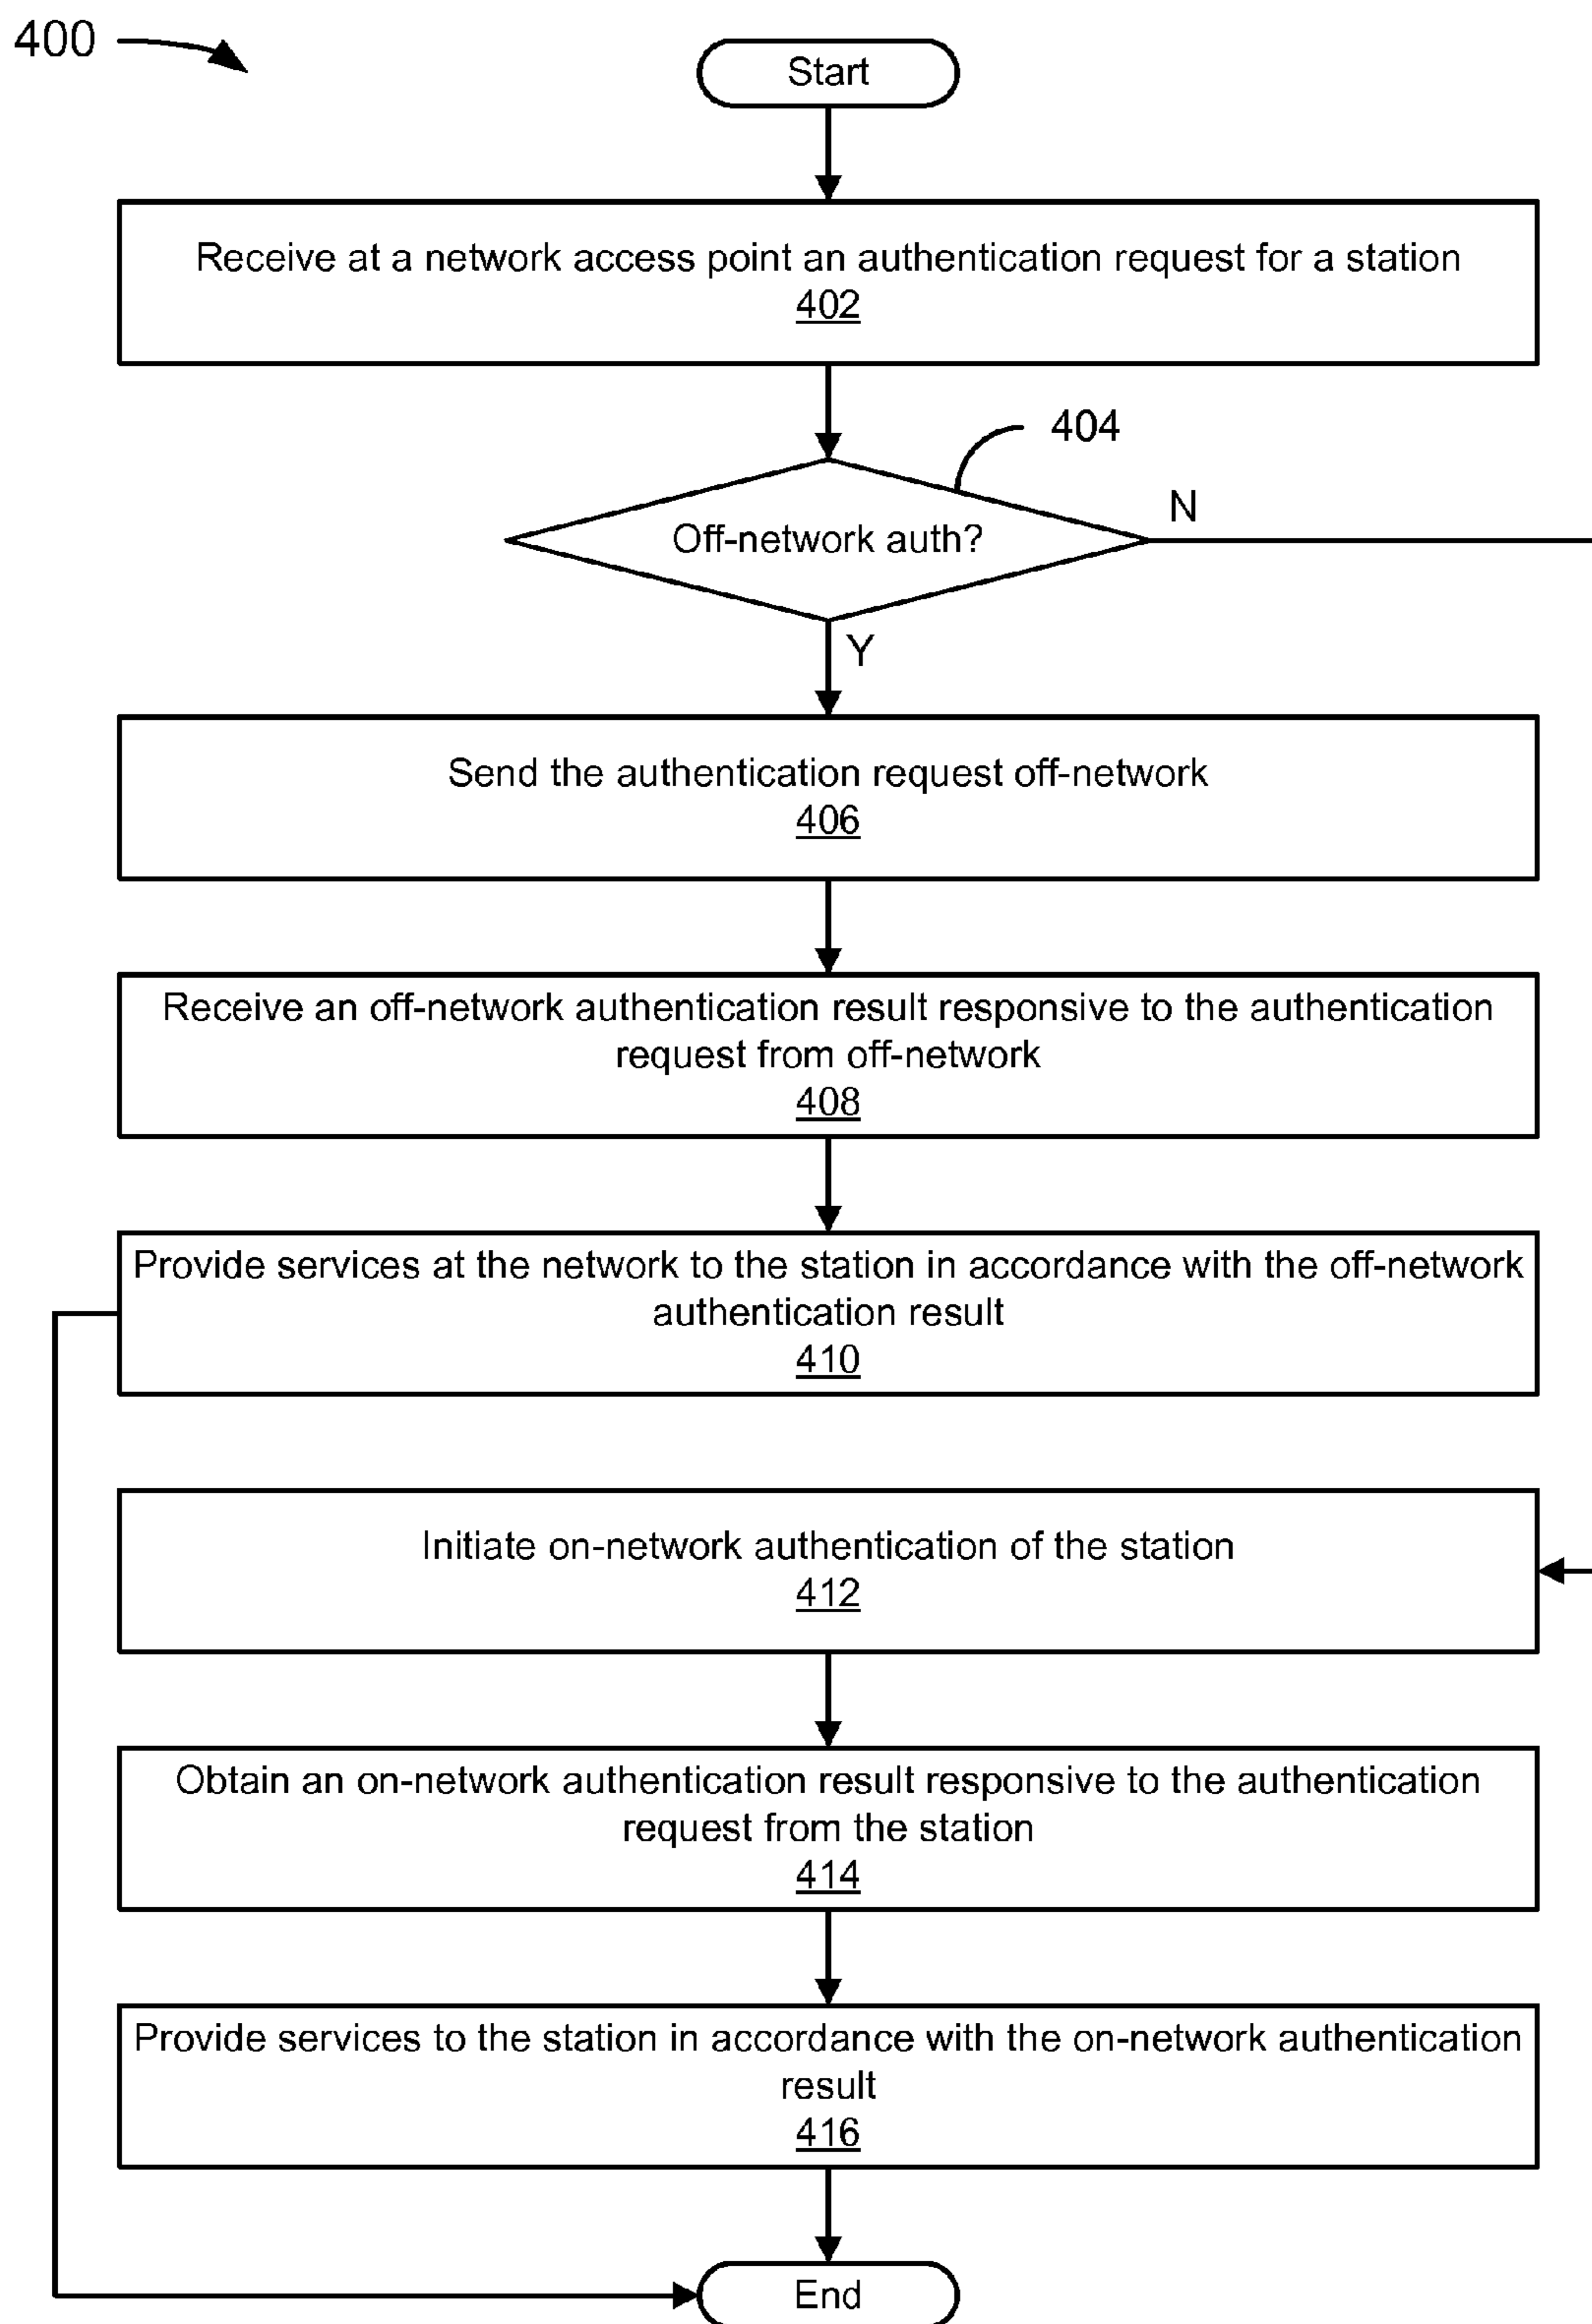 400
Start
Receive at a network access point an authentication request for a station
402
404
Off-network auth?
N
Y
Send the authentication request off-network
406
Receive an off-network authentication result responsive to the authentication
request from off-network
408
Provide services at the network to the station in accordance with the off-network
authentication result
410
Initiate on-network authentication of the station
412
Obtain an on-network authentication result responsive to the authentication
request from the station
414
Provide services to the station in accordance with the on-network authentication
result
416
End